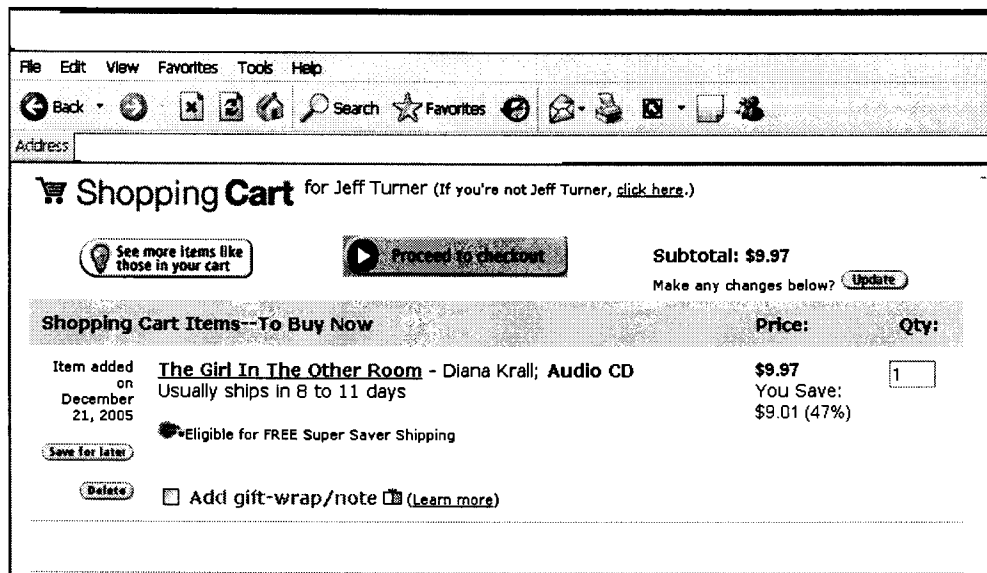 File Edit View Favorites Tools Help
Back Search Favorites
Address
Shopping Cart for Jeff Turner (If you're not Jeff Turner, click here.)
See more items like those in your cart
Proceed to checkout
Subtotal: $9.97
Make any changes below? Update
Shopping Cart Items--To Buy Now Price: Qty:
Item added on December 21, 2005
The Girl In The Other Room - Diana Krall; Audio CD
Usually ships in 8 to 11 days
$9.97
You Save:
$9.01 (47%)
1
Eligible for FREE Super Saver Shipping
Save for later
Delete
Add gift-wrap/note (Learn more)